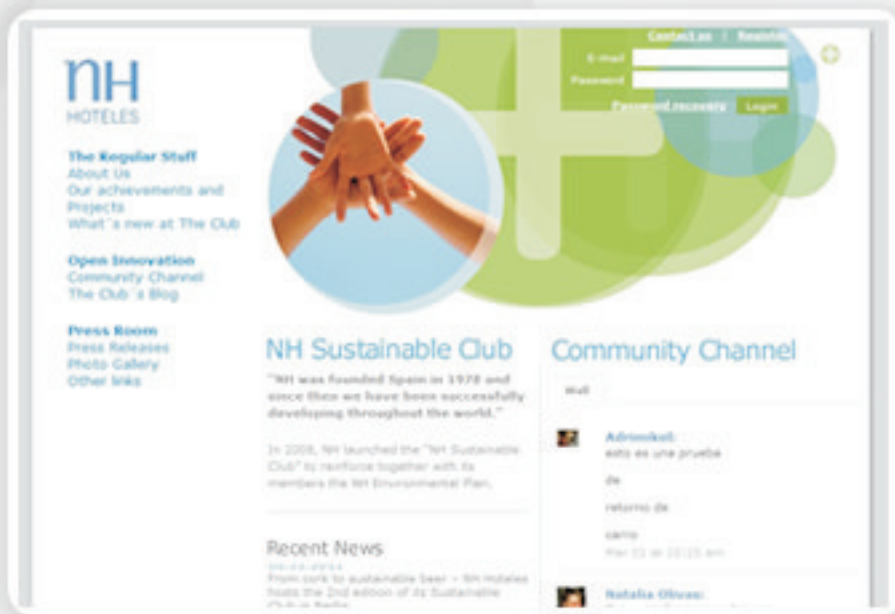 Contact us | Register
E-mail
Password
Password recovery Login
NH
HOTELES
The Regular Stuff
About Us
Our achievements and
Projects
What´s new at The Club
Open Innovation
Community Channel
The Club´s Blog
Press Room
Press Releases
Photo Gallery
Other links
NH Sustainable Club
"NH was founded Spain in 1978 and
since then we have been successfully
developing throughout the world."
In 2008, NH launched the "NH Sustainable
Club" to reinforce together with its
members the NH Environmental Plan.
Recent News
From cork to sustainable beer – NH Hoteles
hosts the 2nd edition of its Sustainable
Club in Berlin
Community Channel
Wall
esto es una prueba
de
retorno de
carro
Natalia Olivas: